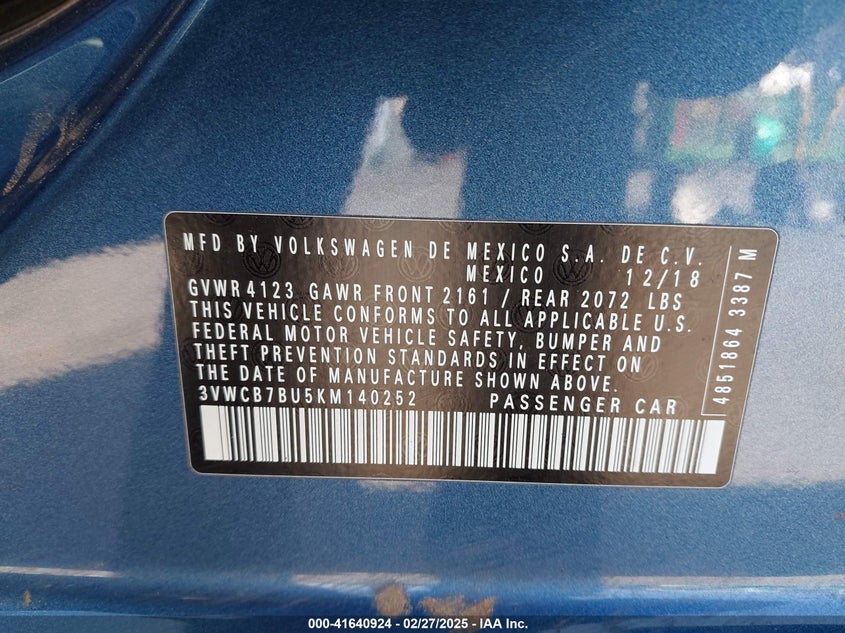 MFD BY VOLKSWAGEN DE MEXICO S.A. DE C.V.
MEXICO 12/18
GVWR 4123 GAWR FRONT 2161 / REAR 2072 LBS
THIS VEHICLE CONFORMS TO ALL APPLICABLE U.S.
FEDERAL MOTOR VEHICLE SAFETY, BUMPER AND
THEFT PREVENTION STANDARDS IN EFFECT ON
THE DATE OF MANUFACTURE SHOWN ABOVE.
3VWCB7BU5KM140252 PASSENGER CAR
4851864 3387 M
000-41640924 - 02/27/2025 - IAA Inc.